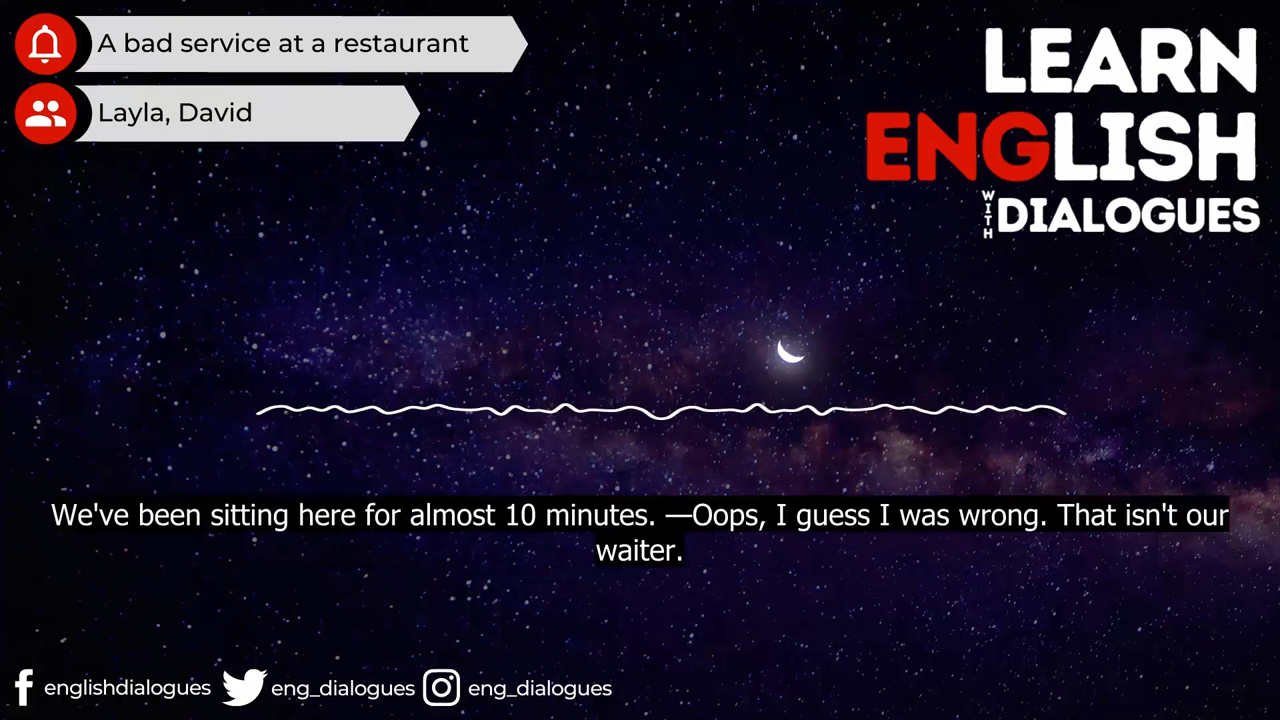 A bad service at a restaurant
Layla, David
LEARN
ENGLISH
WITH DIALOGUES
We've been sitting here for almost 10 minutes. —Oops, I guess I was wrong. That isn't our
waiter.
englishdialogues eng_dialogues eng_dialogues